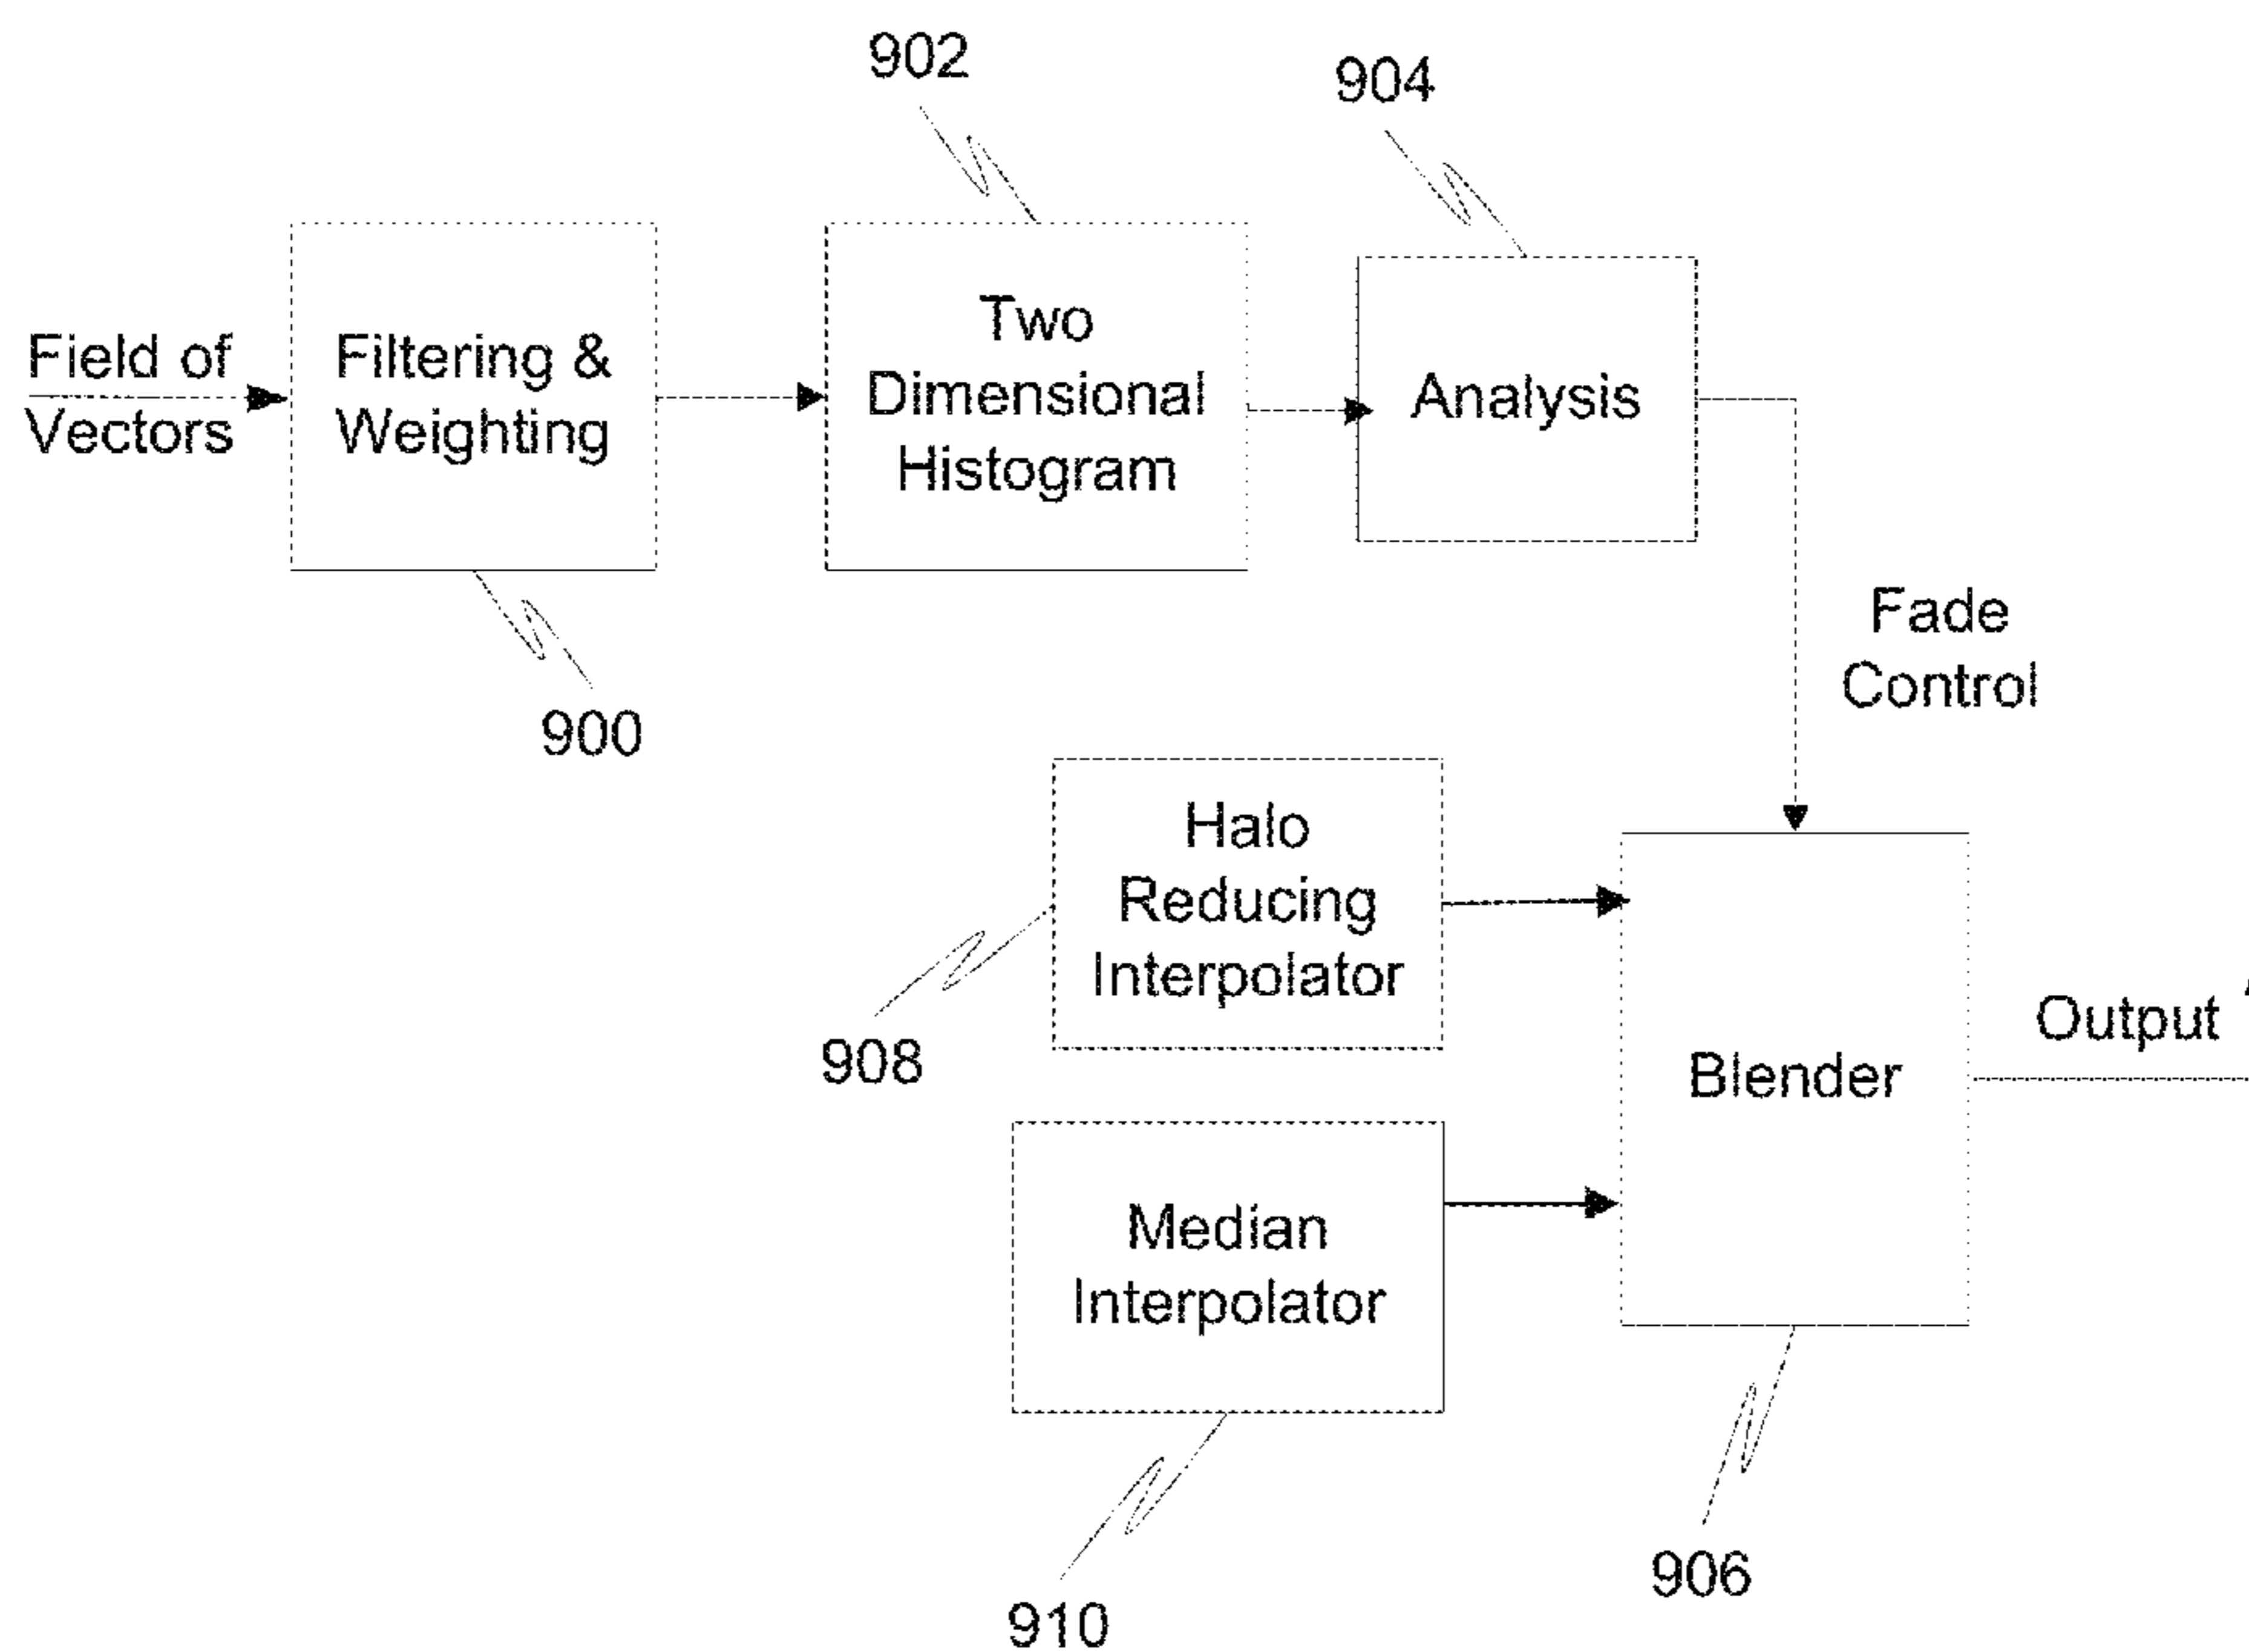 902
904
Field of
Vectors
Filtering &
Weighting
Two
Dimensional
Histogram
Analysis
900
Fade
Control
Halo
Reducing
Interpolator
908
Blender
Output
Median
Interpolator
906
910